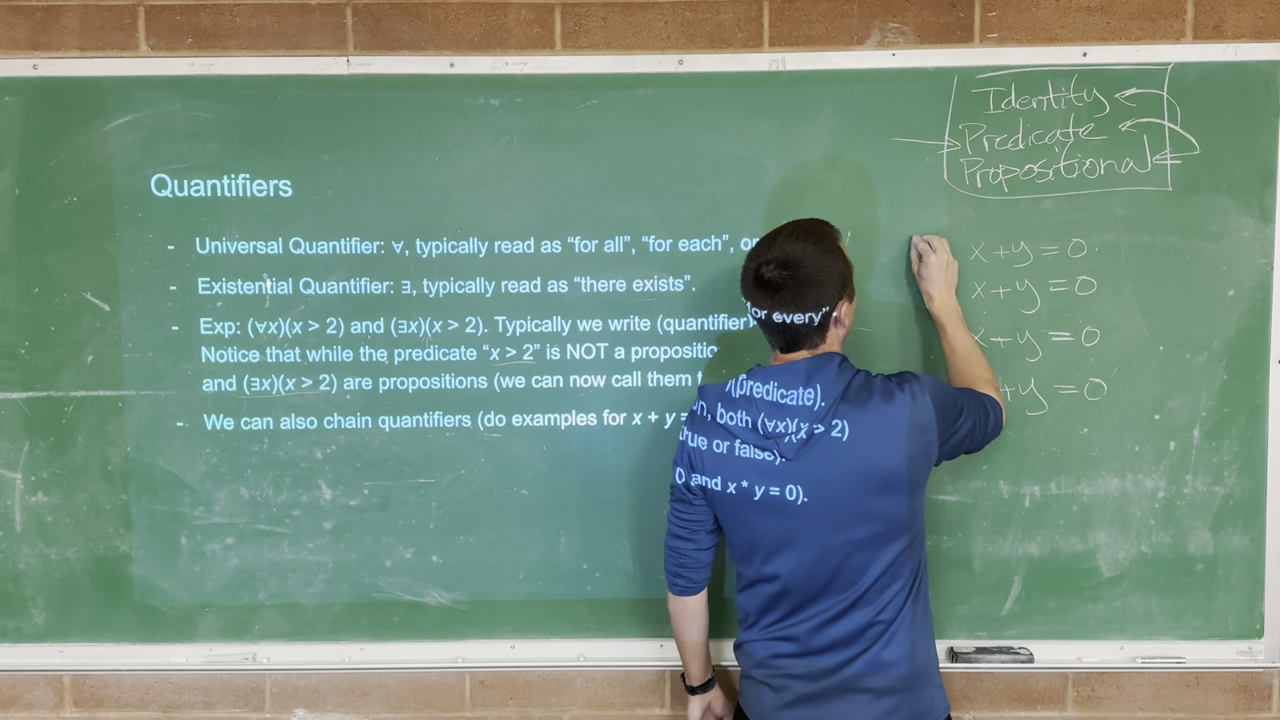 Identity
Predicate
Propositional
Quantifiers
- Universal Quantifier: ∀, typically read as “for all”, “for each”, or
“for every”.
- Existential Quantifier: ∃, typically read as “there exists”.
- Exp: (∀x)(x > 2) and (∃x)(x > 2). Typically we write (quantifier)
(predicate).
Notice that while the predicate “x > 2” is NOT a proposition, both (∀x)(x > 2)
and (∃x)(x > 2) are propositions (we can now call them true or false).
- We can also chain quantifiers (do examples for x + y = 0 and x * y = 0).
x + y = 0
x + y = 0
x + y = 0
+ y = 0